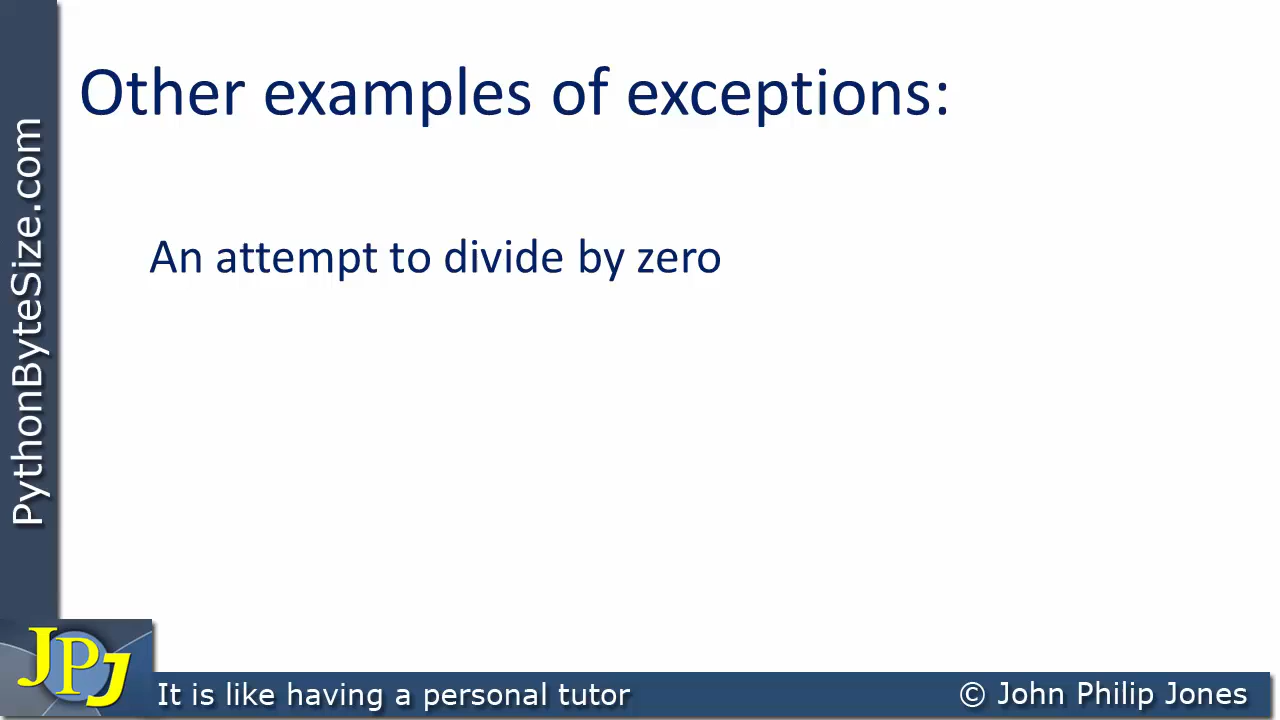 Other examples of exceptions:
An attempt to divide by zero
PythonByteSize.com
JPJ
It is like having a personal tutor
© John Philip Jones